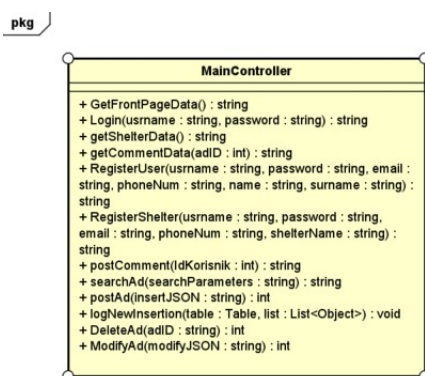 pkg
MainController
+ GetFrontPageData() : string
+ Login(usrname : string, password : string) : string
+ getShelterData() : string
+ getCommentData(adID : int) : string
+ RegisterUser(usrname : string, password : string, email :
string, phoneNum : string, name : string, surname : string) :
string
+ RegisterShelter(usrname : string, password : string,
email : string, phoneNum : string, shelterName : string) :
string
+ postComment(IdKorisnik : int) : string
+ searchAd(searchParameters : string) : string
+ postAd(insertJSON : string) : int
+ logNewInsertion(table : Table, list : List<Object>) : void
+ DeleteAd(adID : string) : int
+ ModifyAd(modifyJSON : string) : int